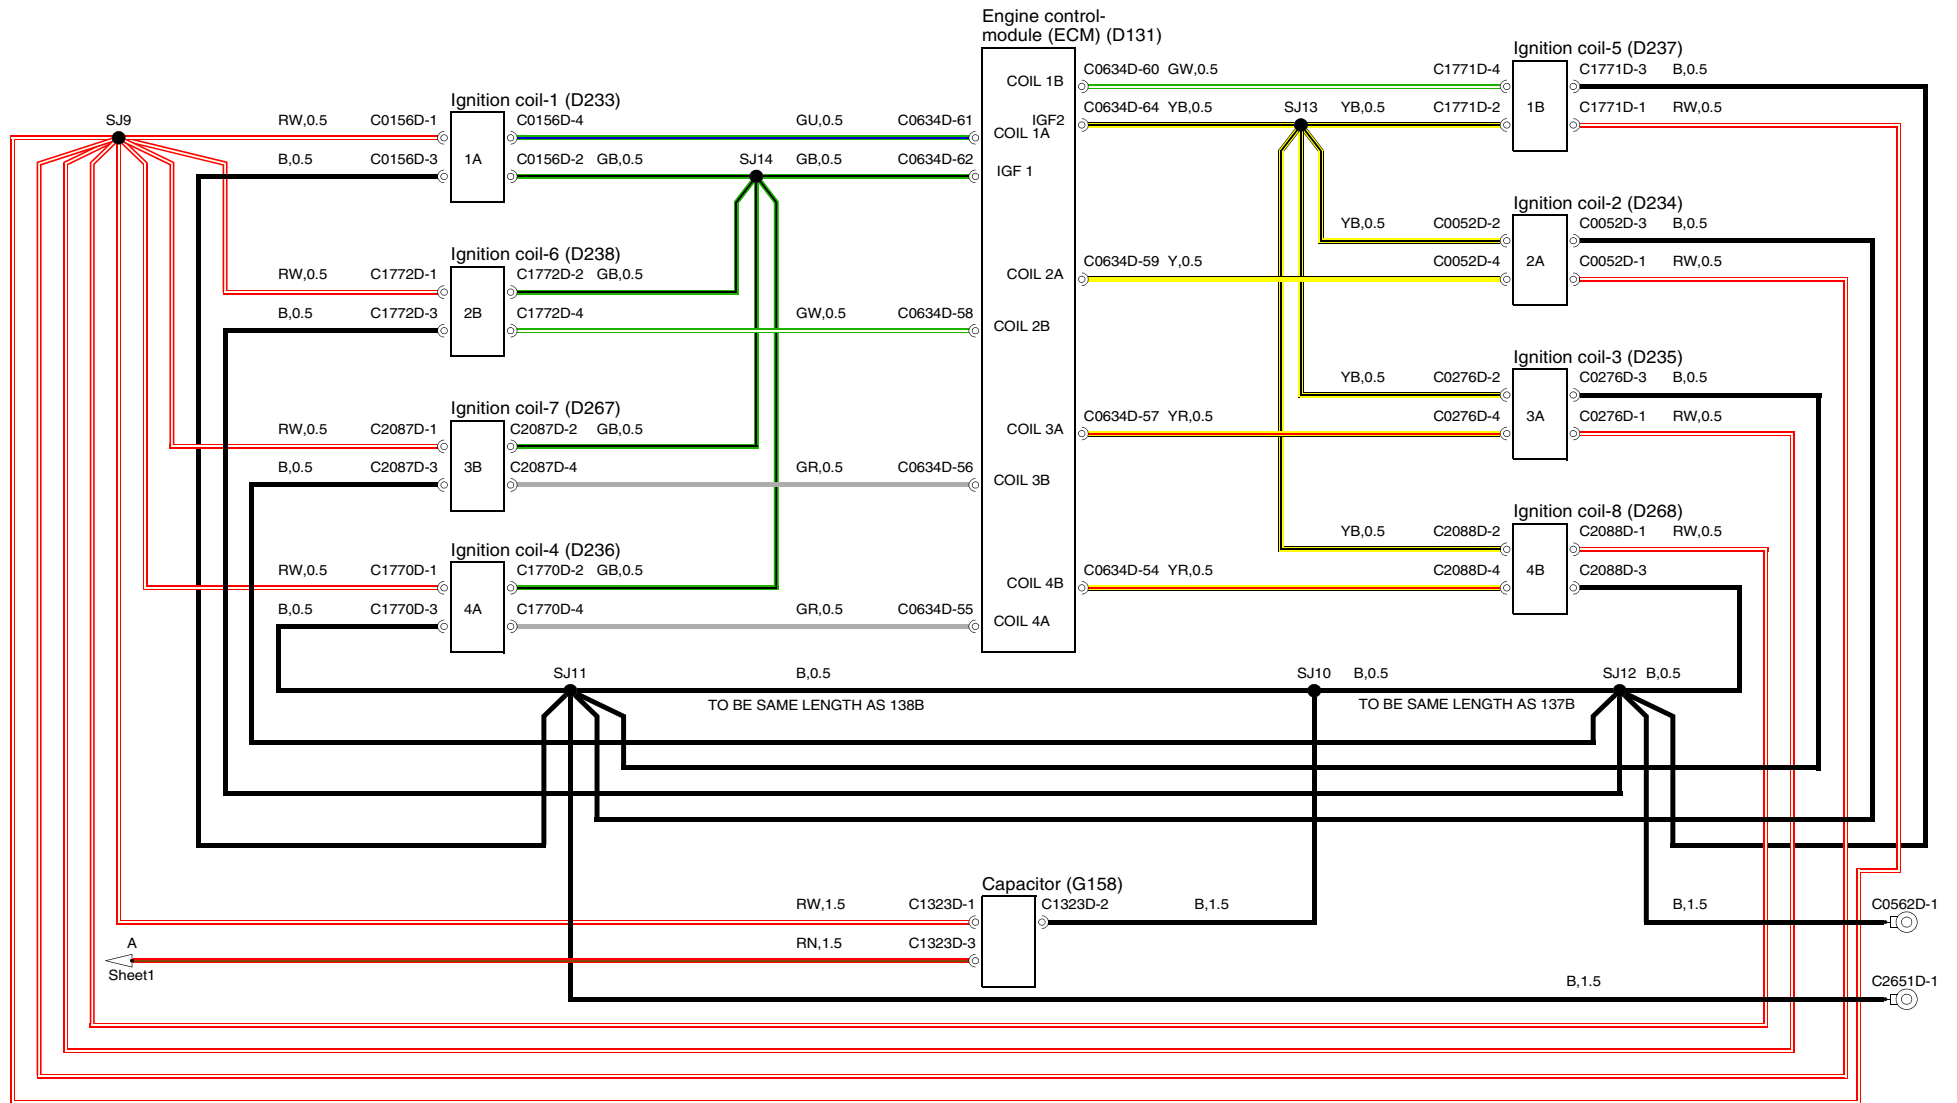 Engine control-
module (ECM) (D131)
Ignition coil-5 (D237)
COIL 1B
C0634D-60 GW,0.5
C1771D-4
C1771D-3 B,0.5
Ignition coil-1 (D233)
SJ9
RW,0.5
C0156D-1
C0156D-4
GU,0.5
C0634D-61
IGF2
COIL 1A
C0634D-64 YB,0.5
SJ13
YB,0.5
C1771D-2
1B
C1771D-1
RW,0.5
B,0.5
C0156D-3
1A
C0156D-2 GB,0.5
SJ14
GB,0.5
C0634D-62
IGF 1
Ignition coil-2 (D234)
YB,0.5
C0052D-2
C0052D-3 B,0.5
Ignition coil-6 (D238)
RW,0.5
C1772D-1
C1772D-2 GB,0.5
COIL 2A
C0634D-59 Y,0.5
C0052D-4
2A
C0052D-1
RW,0.5
B,0.5
C1772D-3
2B
C1772D-4
GW,0.5
C0634D-58
COIL 2B
Ignition coil-3 (D235)
YB,0.5
C0276D-2
C0276D-3 B,0.5
Ignition coil-7 (D267)
RW,0.5
C2087D-1
C2087D-2 GB,0.5
COIL 3A
C0634D-57 YR,0.5
C0276D-4
3A
C0276D-1
RW,0.5
B,0.5
C2087D-3
3B
C2087D-4
GR,0.5
C0634D-56
COIL 3B
Ignition coil-8 (D268)
YB,0.5
C2088D-2
C2088D-1
RW,0.5
Ignition coil-4 (D236)
RW,0.5
C1770D-1
C1770D-2 GB,0.5
COIL 4B
C0634D-54 YR,0.5
C2088D-4
4B
C2088D-3
B,0.5
C1770D-3
4A
C1770D-4
GR,0.5
C0634D-55
COIL 4A
SJ11
B,0.5
SJ10
B,0.5
SJ12
B,0.5
TO BE SAME LENGTH AS 138B
TO BE SAME LENGTH AS 137B
Capacitor (G158)
RW,1.5
C1323D-1
C1323D-2
B,1.5
B,1.5
C0562D-1
A
RN,1.5
C1323D-3
Sheet1
B,1.5
C2651D-1